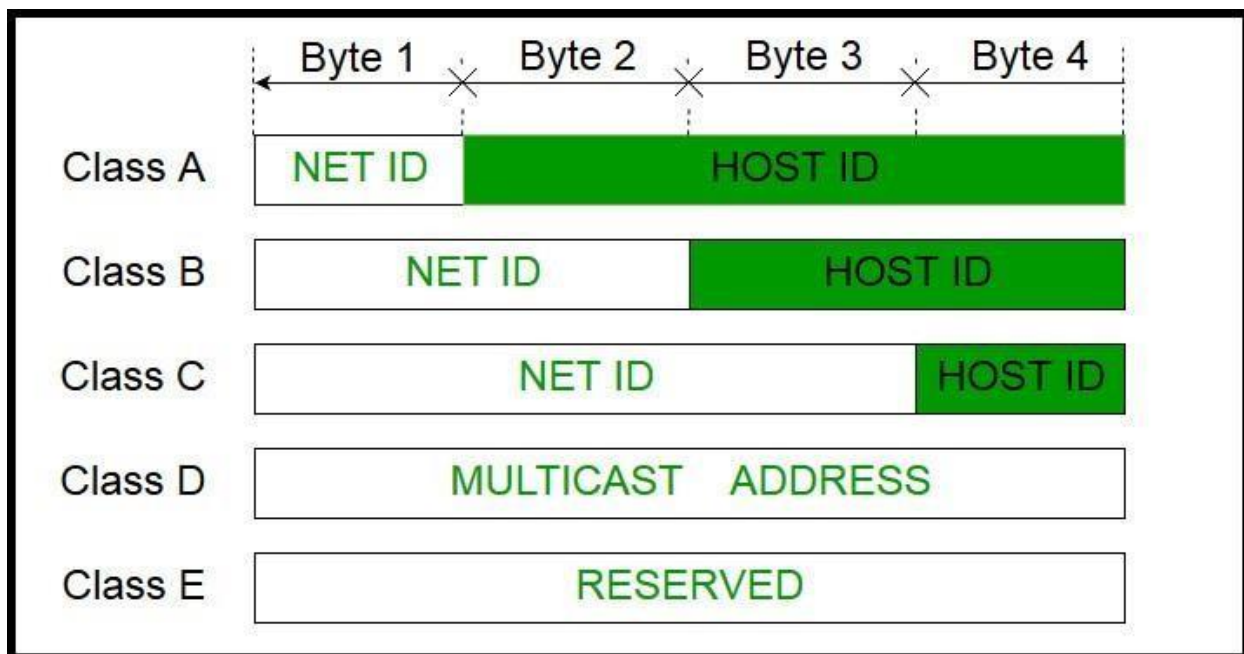 Byte 1 Byte 2 Byte 3 Byte 4
Class A NET ID HOST ID
Class B NET ID HOST ID
Class C NET ID HOST ID
Class D MULTICAST ADDRESS
Class E RESERVED